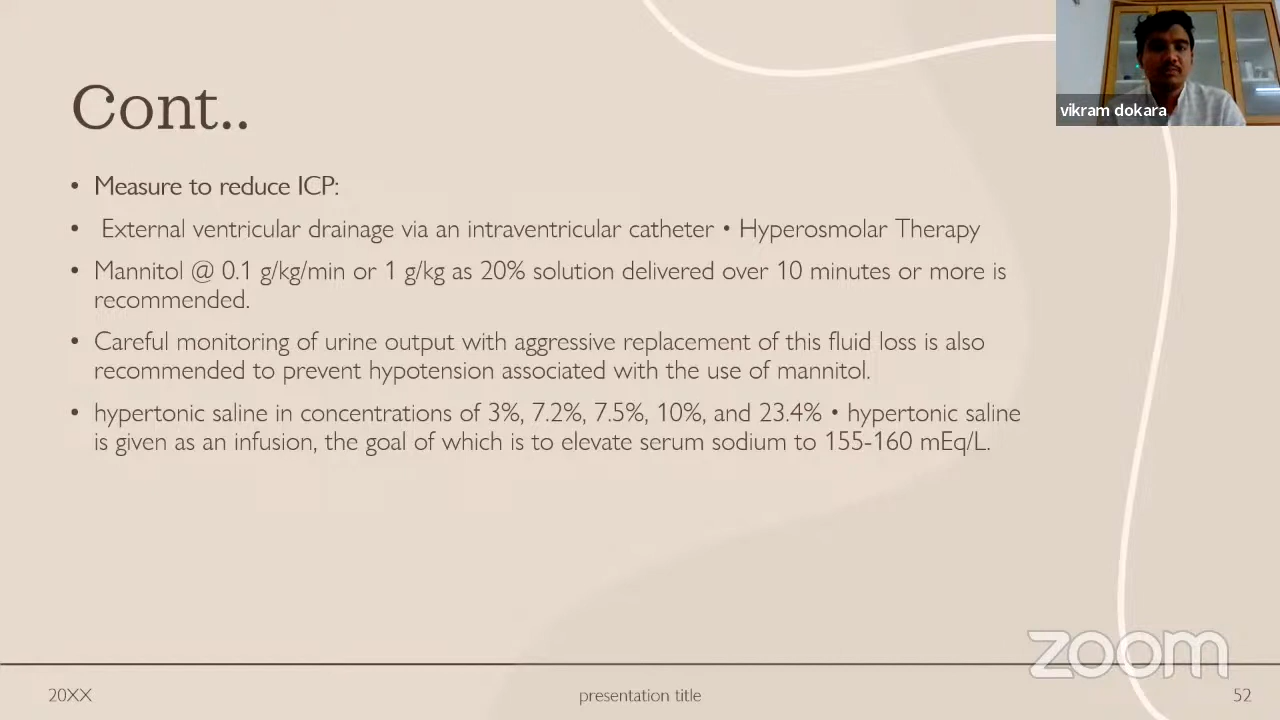 vikram dokara
Cont..
• Measure to reduce ICP:
• External ventricular drainage via an intraventricular catheter • Hyperosmolar Therapy
• Mannitol @ 0.1 g/kg/min or 1 g/kg as 20% solution delivered over 10 minutes or more is
recommended.
• Careful monitoring of urine output with aggressive replacement of this fluid loss is also
recommended to prevent hypotension associated with the use of mannitol.
• hypertonic saline in concentrations of 3%, 7.2%, 7.5%, 10%, and 23.4% • hypertonic saline
is given as an infusion, the goal of which is to elevate serum sodium to 155-160 mEq/L.
zoom
20XX
presentation title
52